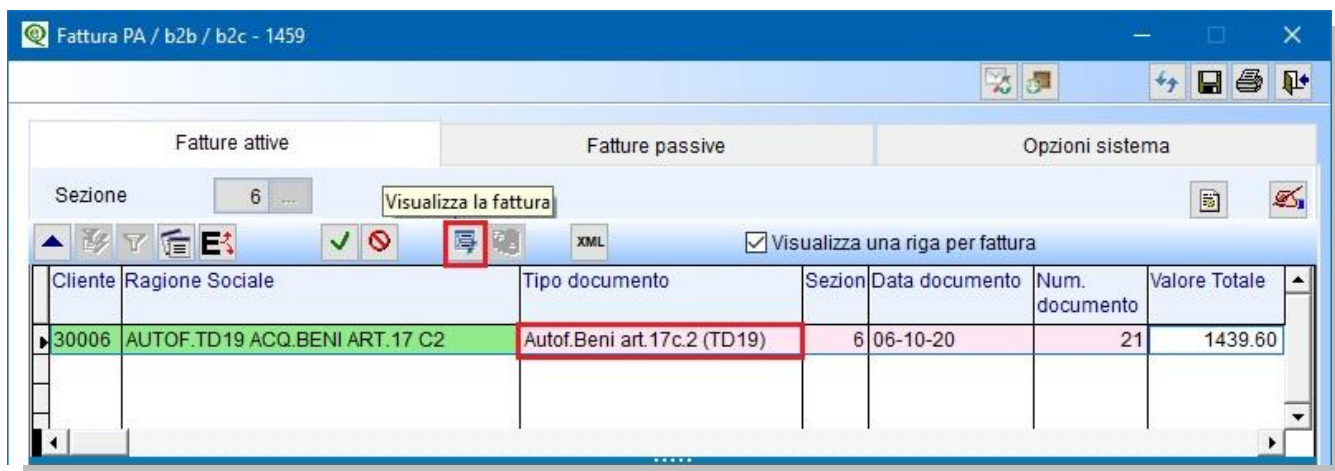 Fattura PA / b2b / b2c - 1459
Fatture attive Fatture passive Opzioni sistema
Sezione 6 ... Visualizza la fattura
E XML Visualizza una riga per fattura
Cliente Ragione Sociale Tipo documento Sezion Data documento Num. documento Valore Totale
30006 AUTOF.TD19 ACQ.BENI ART.17 C2 Autof.Beni art.17c.2 (TD19) 6 06-10-20 21 1439.60